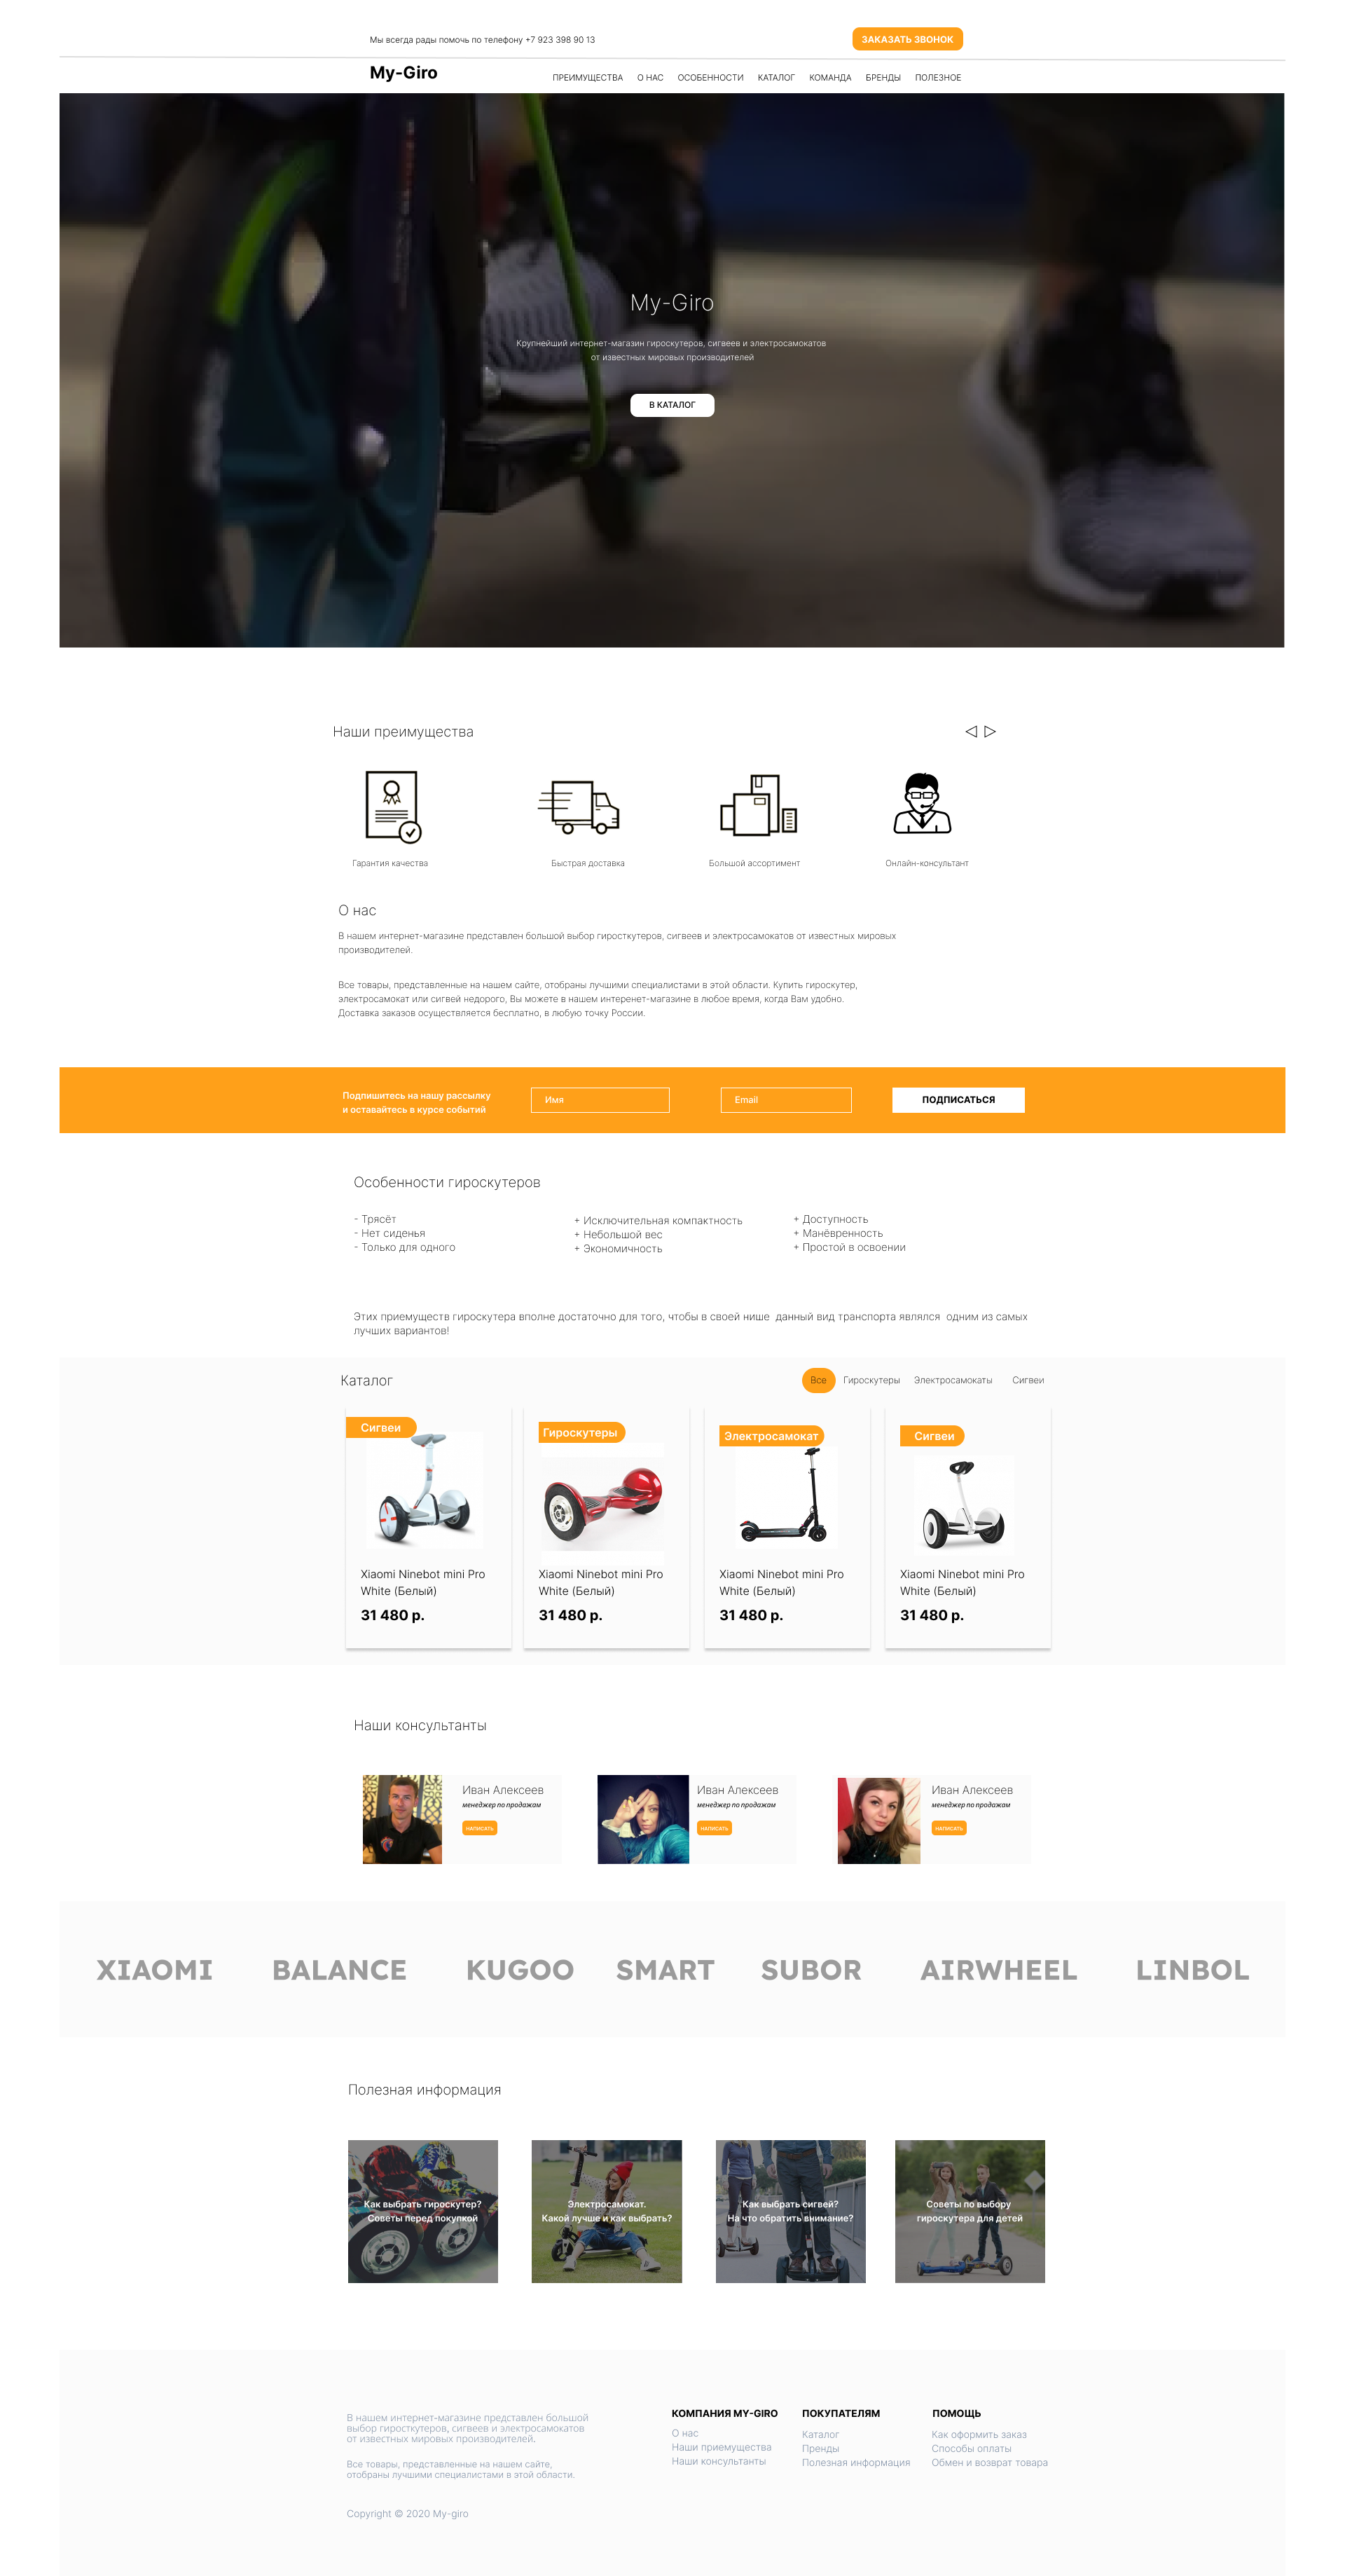 Мы всегда рады помочь по телефону +7 923 398 90 13
ЗАКАЗАТЬ ЗВОНОК
My-Giro
ПРЕИМУЩЕСТВА О НАС ОСОБЕННОСТИ КАТАЛОГ КОМАНДА БРЕНДЫ ПОЛЕЗНОЕ
My-Giro
Крупнейший интернет-магазин гироскутеров, сигвеев и электросамокатов
от известных мировых производителей
В КАТАЛОГ
Наши преимущества
Гарантия качества
Быстрая доставка
Большой ассортимент
Онлайн-консультант
О нас
В нашем интернет-магазине представлен большой выбор гиросткутеров, сигвеев и электросамокатов от известных мировых
производителей.
Все товары, представленные на нашем сайте, отобраны лучшими специалистами в этой области. Купить гироскутер,
электросамокат или сигвей недорого, Вы можете в нашем интеренет-магазине в любое время, когда Вам удобно.
Доставка заказов осуществляется бесплатно, в любую точку России.
Подпишитесь на нашу рассылку
и оставайтесь в курсе событий
Имя
Email
ПОДПИСАТЬСЯ
Особенности гироскутеров
- Трясёт
- Нет сиденья
- Только для одного
+ Исключительная компактность
+ Небольшой вес
+ Экономичность
+ Доступность
+ Манёвренность
+ Простой в освоении
Этих приемуществ гироскутера вполне достаточно для того, чтобы в своей нише данный вид транспорта являлся одним из самых
лучших вариантов!
Каталог
Все Гироскутеры Электросамокаты Сигвеи
Сигвеи
Xiaomi Ninebot mini Pro
White (Белый)
31 480 р.
Гироскутеры
Xiaomi Ninebot mini Pro
White (Белый)
31 480 р.
Электросамокат
Xiaomi Ninebot mini Pro
White (Белый)
31 480 р.
Сигвеи
Xiaomi Ninebot mini Pro
White (Белый)
31 480 р.
Наши консультанты
Иван Алексеев
менеджер по продажам
НАПИСАТЬ
Иван Алексеев
менеджер по продажам
НАПИСАТЬ
Иван Алексеев
менеджер по продажам
НАПИСАТЬ
XIAOMI BALANCE KUGOO SMART SUBOR AIRWHEEL LINBOL
Полезная информация
Как выбрать гироскутер?
Советы перед покупкой
Электросамокат.
Какой лучше и как выбрать?
Как выбрать сигвей?
На что обратить внимание?
Советы по выбору
гироскутера для детей
В нашем интернет-магазине представлен большой
выбор гиросткутеров, сигвеев и электросамокатов
от известных мировых производителей.
Все товары, представленные на нашем сайте,
отобраны лучшими специалистами в этой области.
Copyright © 2020 My-giro
КОМПАНИЯ MY-GIRO
О нас
Наши приемущества
Наши консультанты
ПОКУПАТЕЛЯМ
Каталог
Пренды
Полезная информация
ПОМОЩЬ
Как оформить заказ
Способы оплаты
Обмен и возврат товара